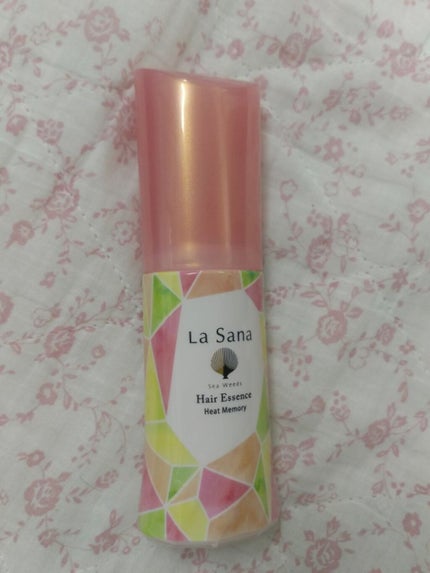 La Sana
Sea Weeds
Hair Essence
Heat Memory